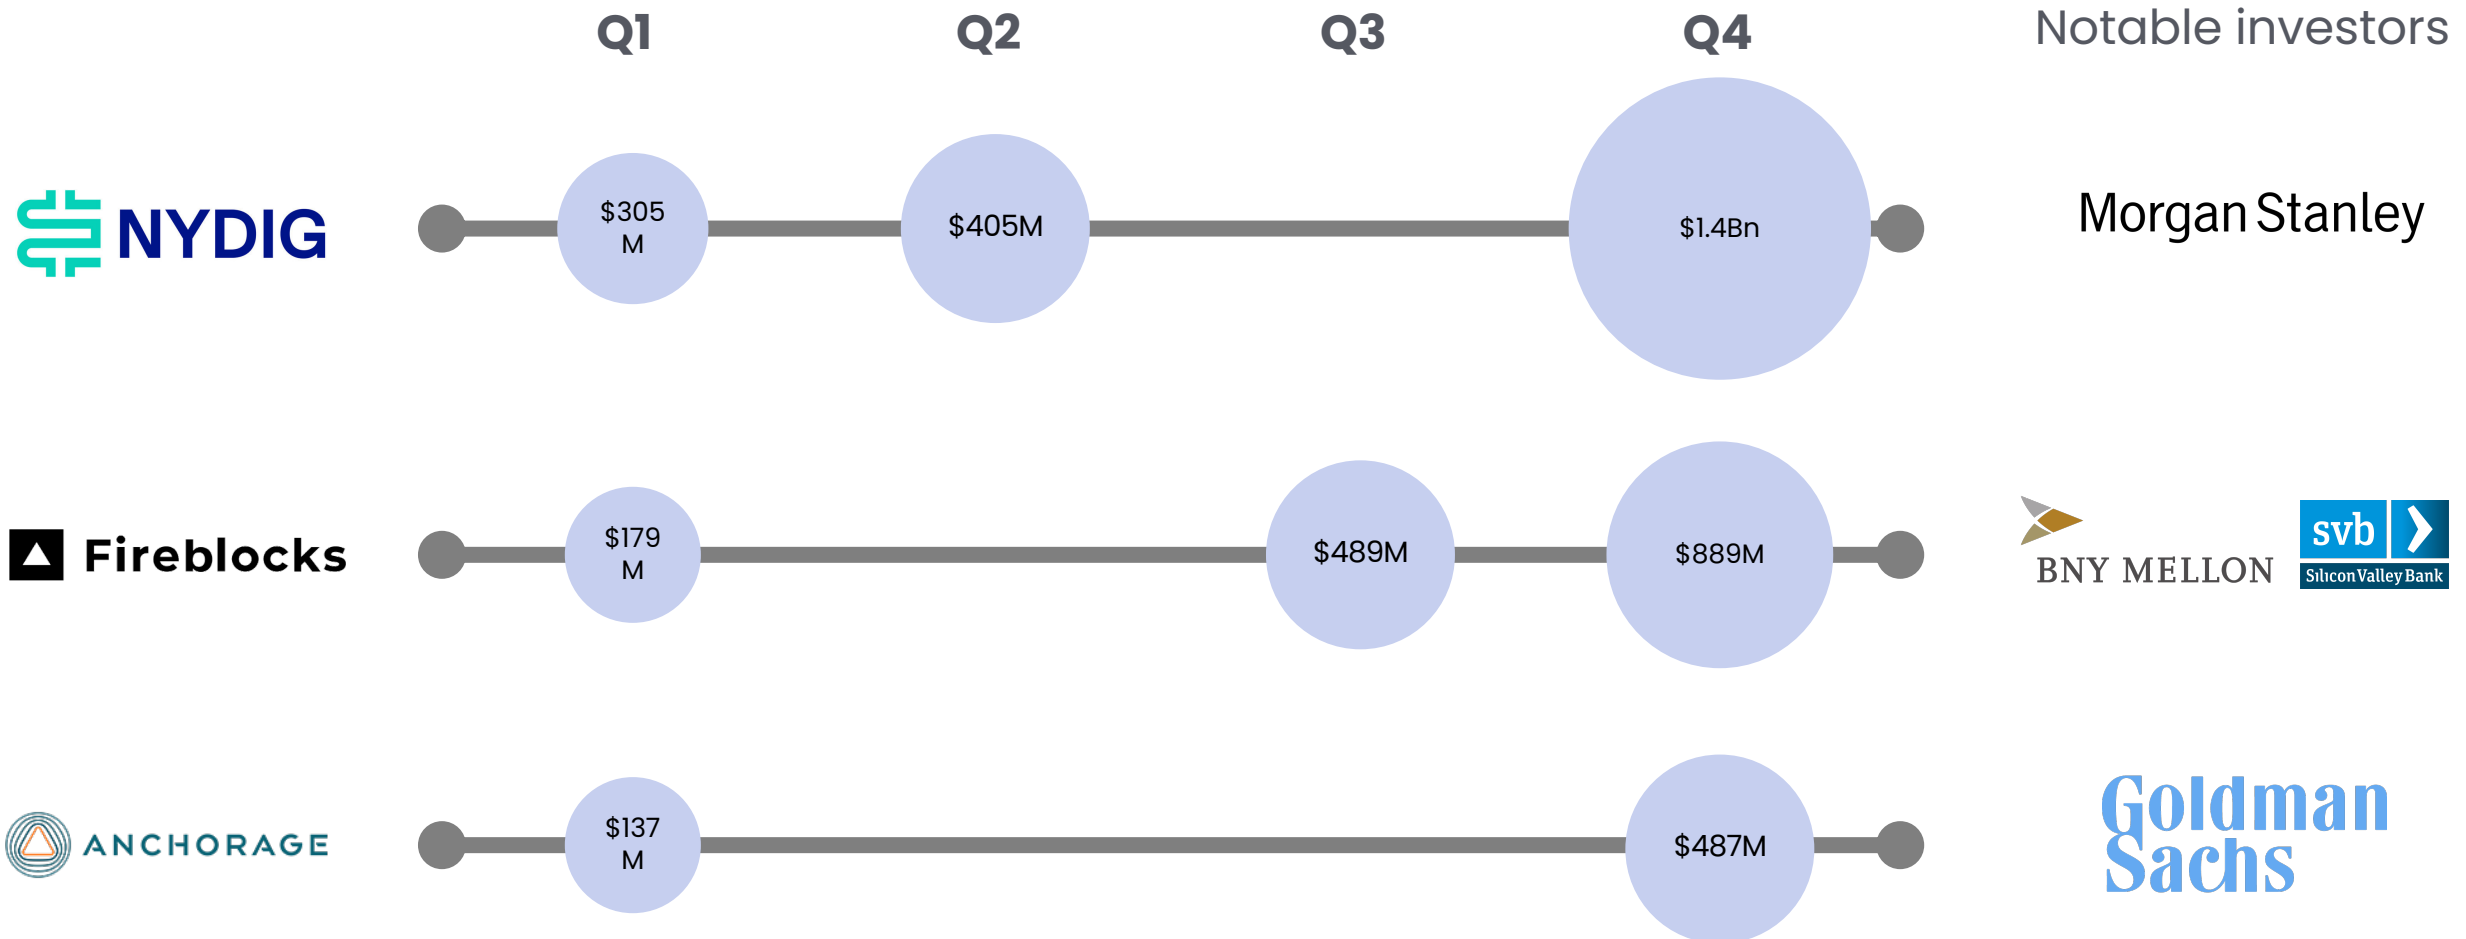 Q1 Q2 Q3 Q4 Notable investors
NYDIG
$305
M
$405M
$1.4Bn
Morgan Stanley
Fireblocks
$179
M
$489M
$889M
BNY MELLON
svb
Silicon Valley Bank
ANCHORAGE
$137
M
$487M
Goldman
Sachs